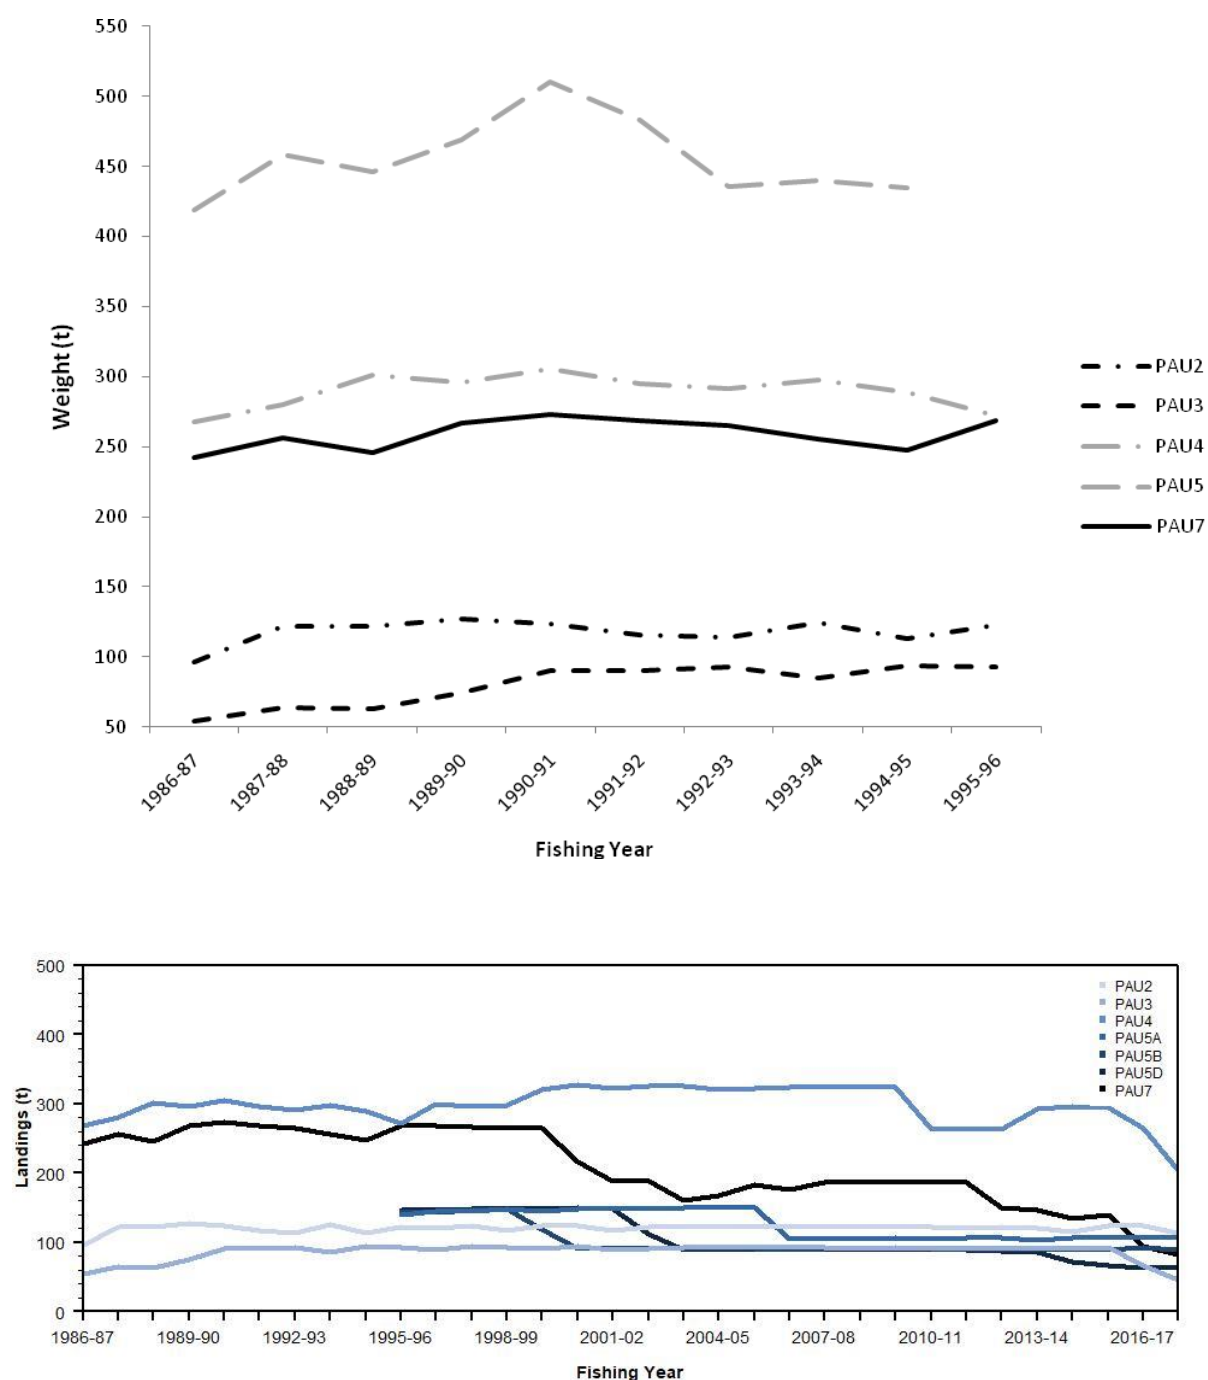 550
500
450
400
350
300
250
200
150
100
50
Weight (t)
1986-87
1987-88
1988-89
1989-90
1990-91
1991-92
1992-93
1993-94
1994-95
1995-96
Fishing Year
PAU2
PAU3
PAU4
PAU5
PAU7
500
400
300
200
100
0
Landings (t)
1986-87
1989-90
1992-93
1995-96
1998-99
2001-02
2004-05
2007-08
2010-11
2013-14
2016-17
Fishing Year
PAU2
PAU3
PAU4
PAU5A
PAU5B
PAU5D
PAU7